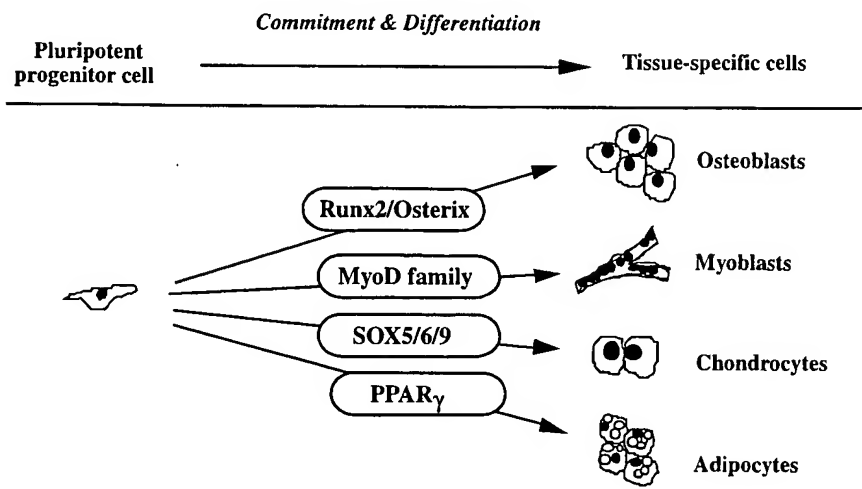 Commitment & Differentiation
Pluripotent
progenitor cell
Tissue-specific cells
Runx2/Osterix
Osteoblasts
MyoD family
Myoblasts
SOX5/6/9
Chondrocytes
PPARγ
Adipocytes